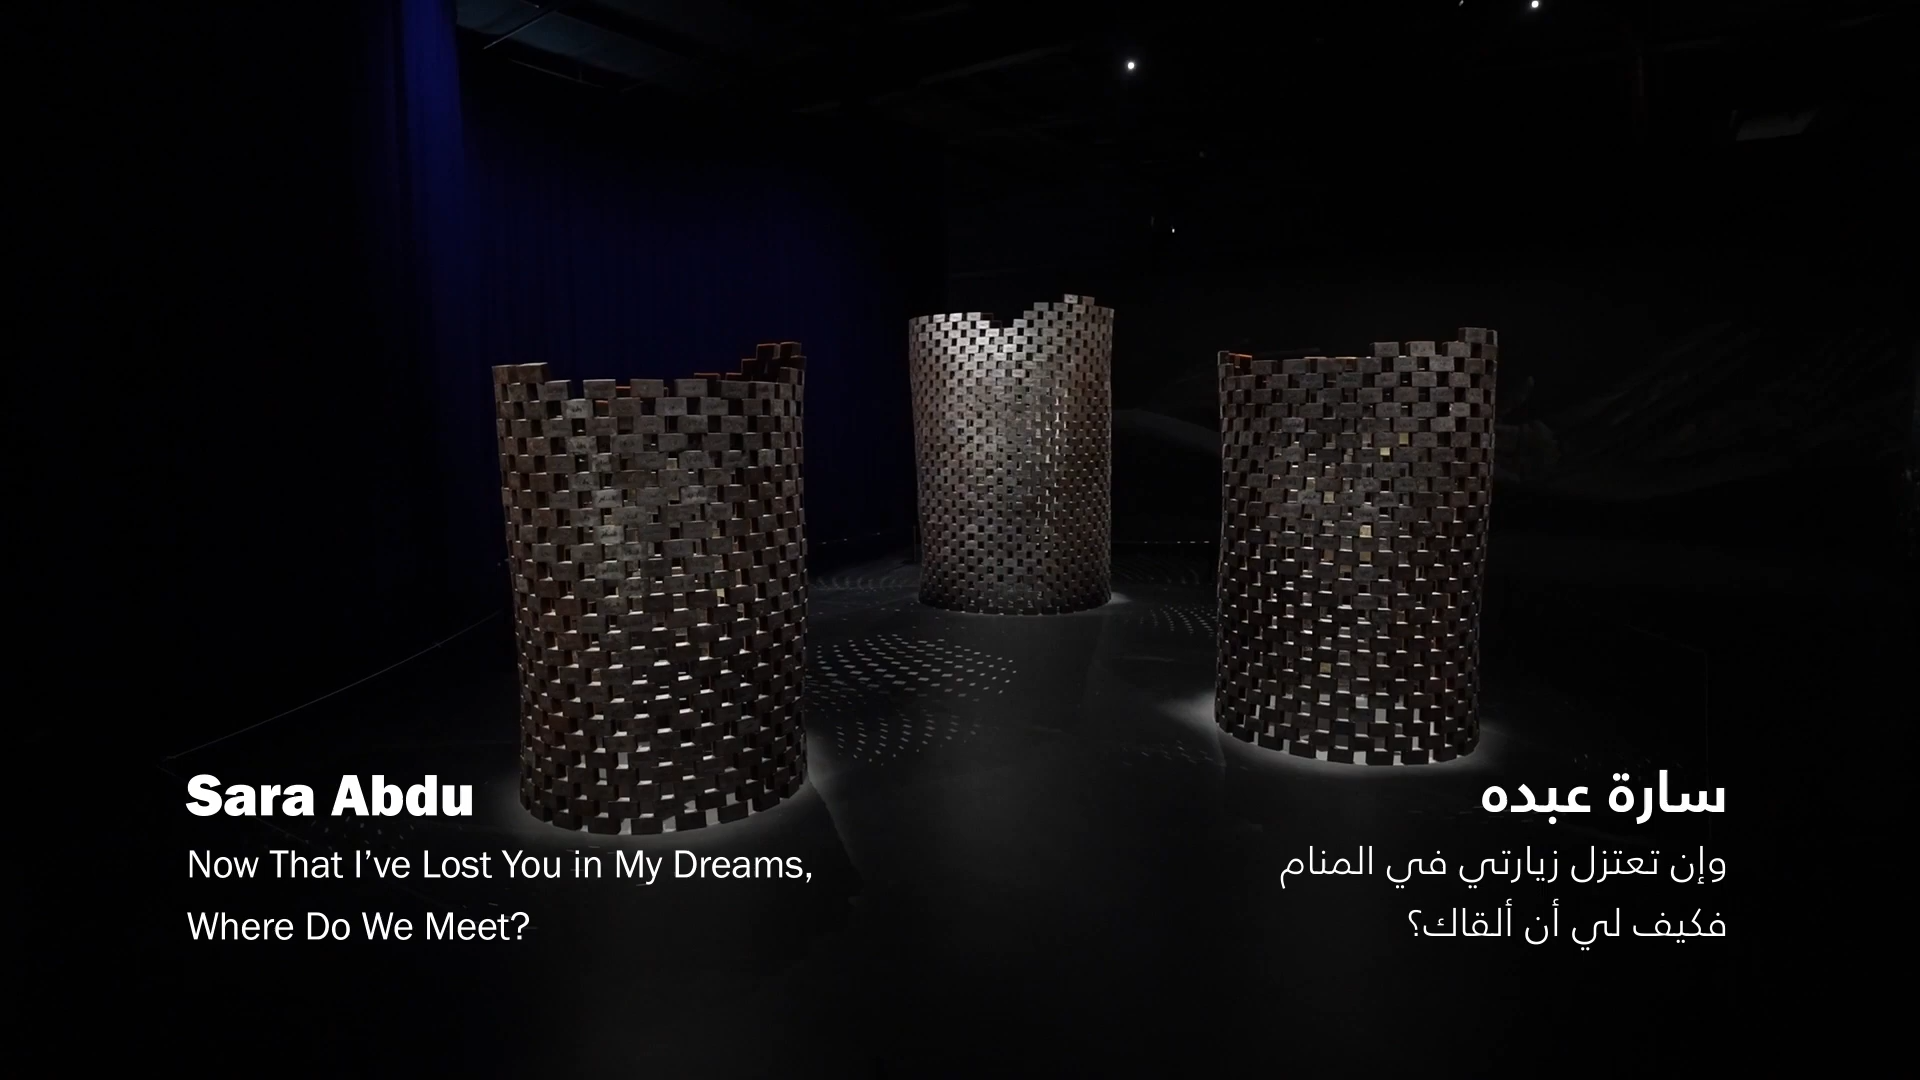 Sara Abdu
Now That I’ve Lost You in My Dreams,
Where Do We Meet?
سارة عبده
وإن تعتزل زيارتي في المنام
فكيف لي أن ألقاك؟